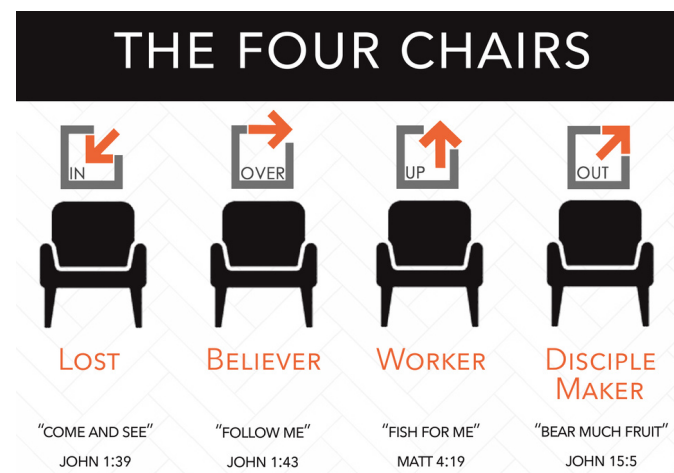 THE FOUR CHAIRS
IN
OVER
UP
OUT
LOST
BELIEVER
WORKER
DISCIPLE
MAKER
"COME AND SEE"
"FOLLOW ME"
"FISH FOR ME"
"BEAR MUCH FRUIT"
JOHN 1:39
JOHN 1:43
MATT 4:19
JOHN 15:5